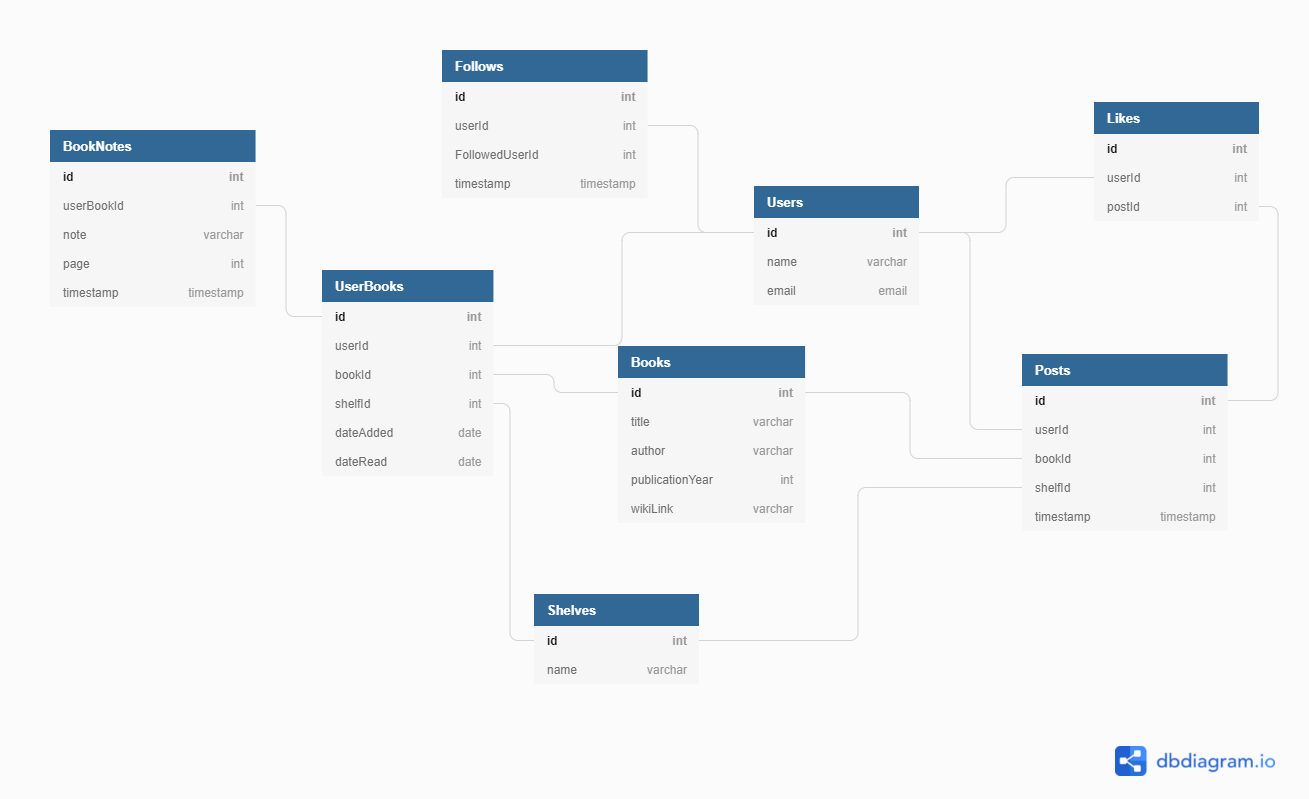 Follows
id int
userId int
FollowedUserId int
timestamp timestamp
Likes
id int
userId int
postId int
BookNotes
id int
userBookId int
note varchar
page int
timestamp timestamp
Users
id int
name varchar
email email
UserBooks
id int
userId int
bookId int
shelfId int
dateAdded date
dateRead date
Books
id int
title varchar
author varchar
publicationYear int
wikiLink varchar
Posts
id int
userId int
bookId int
shelfId int
timestamp timestamp
Shelves
id int
name varchar
dbdiagram.io